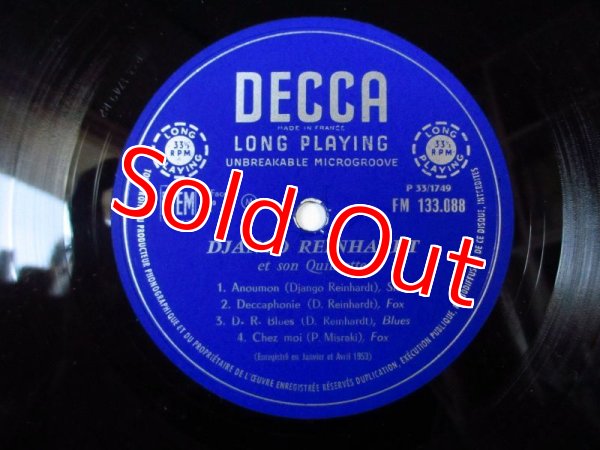 DECCA
MADE IN FRANCE
LONG PLAYING
UNBREAKABLE MICROGROOVE
LONG 33⅓ RPM PLAYING
LONG 33⅓ RPM PLAYING
P 33/1749
FM 133.088
Sold Out
DJANGO REINHARDT
et son Quintette
1. Anoumon (Django Reinhardt),
2. Deccaphonie (D. Reinhardt), Fox
3. D. R. Blues (D. Reinhardt), Blues
4. Chez moi (P. Misraki), Fox
(Enregistré en Janvier et Avril 1953)
PRODUCTEUR PHONOGRAPHIQUE ET DU PROPRIÉTAIRE DE L'ŒUVRE ENREGISTRÉE RÉSERVÉS DUPLICATION, EXÉCUTION PUBLIQUE, DE CE DISQUE, INTERDITES